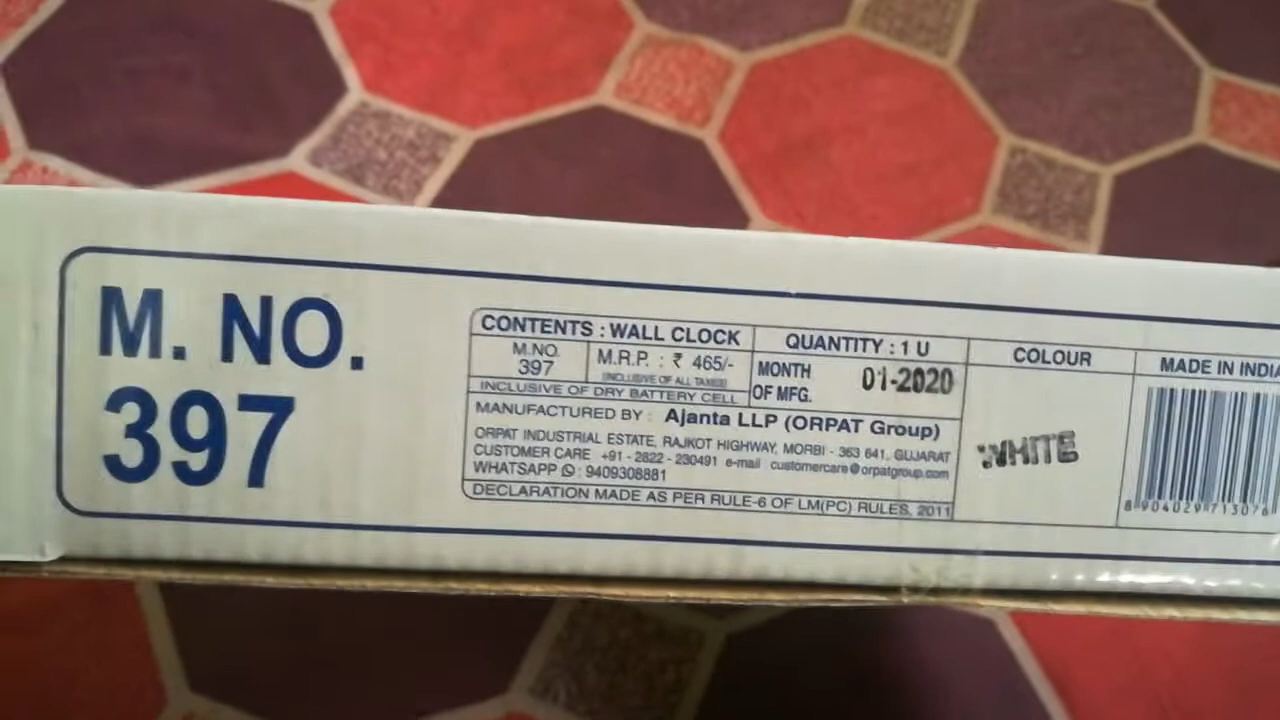 M. NO.
397
CONTENTS : WALL CLOCK
QUANTITY : 1 U
COLOUR
MADE IN INDIA
M.NO.
397
M.R.P. : ₹ 465/-
(INCLUSIVE OF ALL TAXES)
MONTH
OF MFG.
01-2020
INCLUSIVE OF DRY BATTERY CELL
MANUFACTURED BY : Ajanta LLP (ORPAT Group)
ORPAT INDUSTRIAL ESTATE, RAJKOT HIGHWAY, MORBI - 363 641, GUJARAT
CUSTOMER CARE +91 - 2822 - 230491 e-mail customercare@orpatgroup.com
WHATSAPP : 9409308881
DECLARATION MADE AS PER RULE-6 OF LM(PC) RULES, 2011
WHITE
8 904029 713076